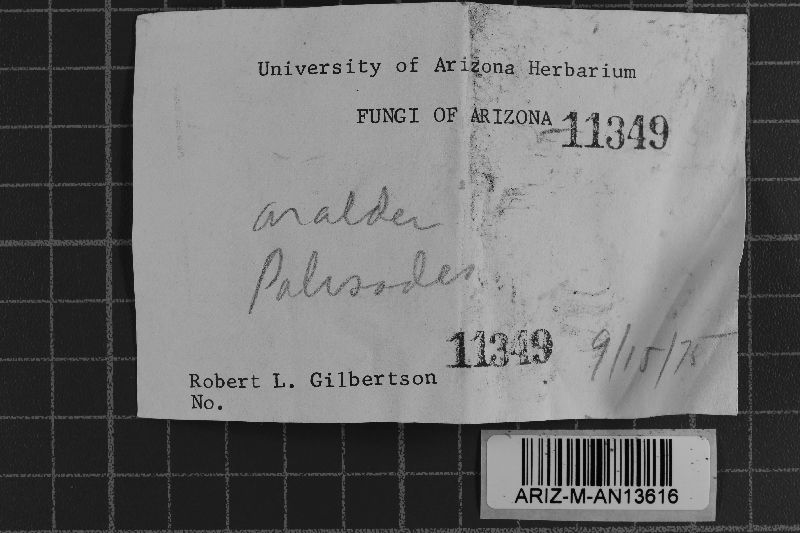 University of Arizona Herbarium
FUNGI OF ARIZONA 11349
on alder
Palisades
11349 9/15/75
Robert L. Gilbertson
No.
ARIZ-M-AN13616